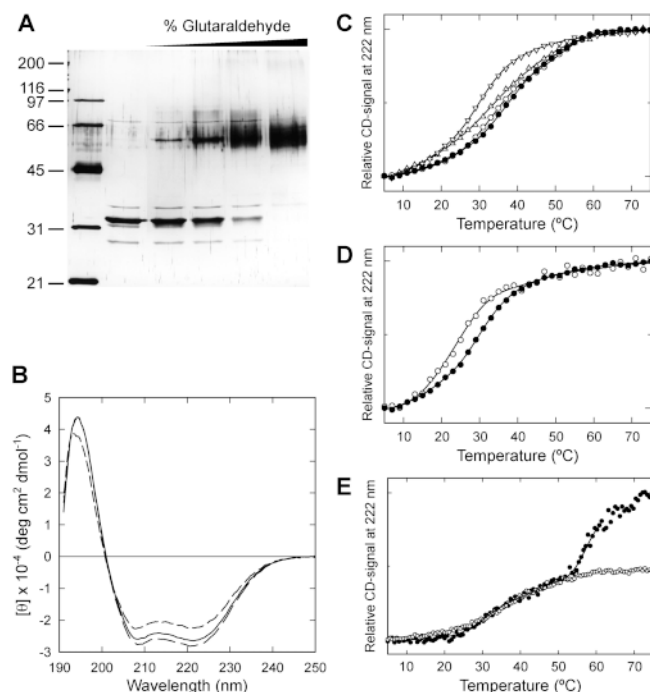 A
% Glutaraldehyde
200
116
97
66
45
31
21
B
[θ] x 10-4 (deg cm2 dmol-1)
5
4
3
2
1
0
-1
-2
-3
190 200 210 220 230 240 250
Wavelength (nm)
C
Relative CD-signal at 222 nm
10 20 30 40 50 60 70
Temperature (ºC)
D
Relative CD-signal at 222 nm
10 20 30 40 50 60 70
Temperature (ºC)
E
Relative CD-signal at 222 nm
10 20 30 40 50 60 70
Temperature (ºC)